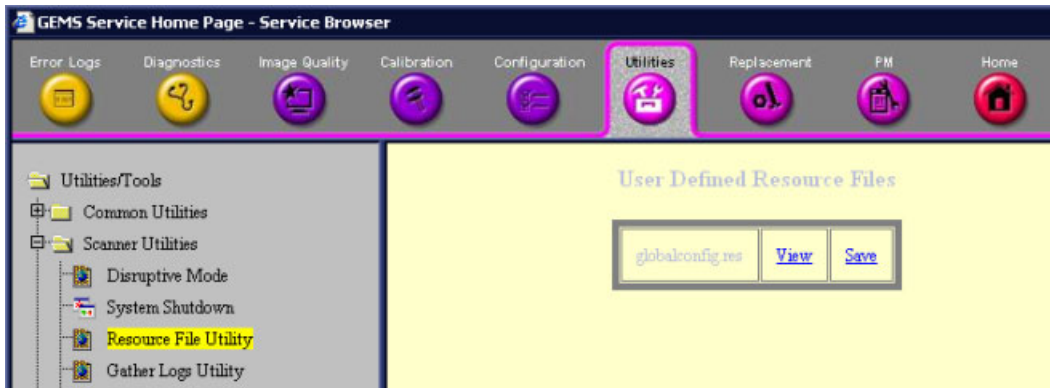 GEMS Service Home Page - Service Browser
Error Logs Diagnostics Image Quality Calibration Configuration Utilities Replacement PM Home
Utilities/Tools
Common Utilities
Scanner Utilities
Disruptive Mode
System Shutdown
Resource File Utility
Gather Logs Utility
User Defined Resource Files
globalconfig.res View Save